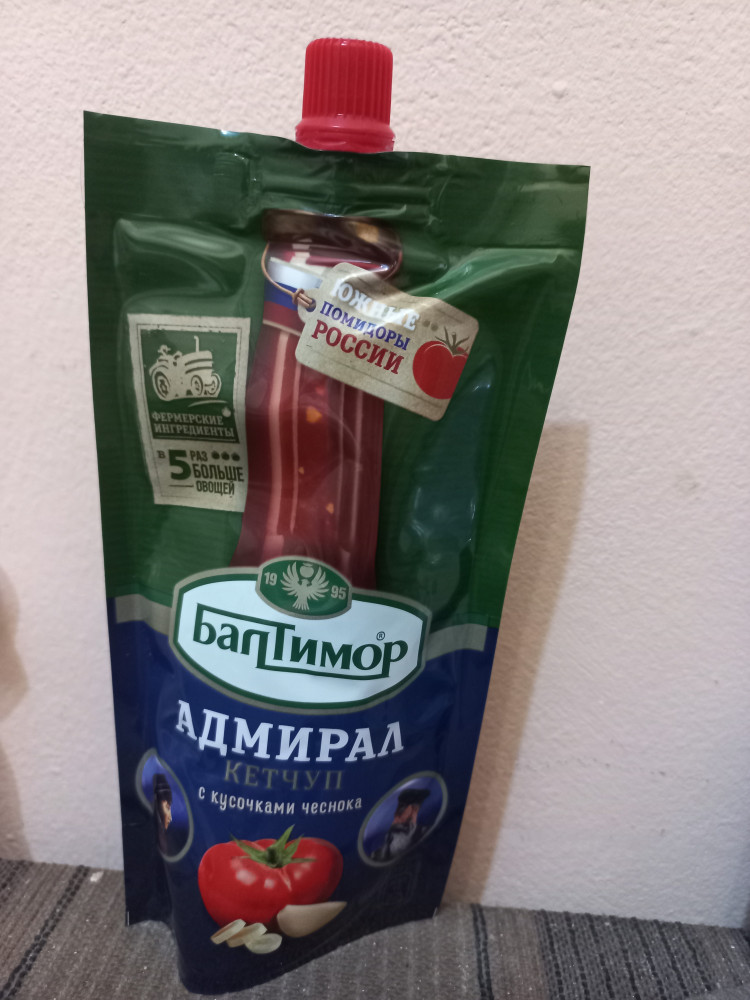 ЮЖНЫЕ
ПОМИДОРЫ
РОССИИ
ФЕРМЕРСКИЕ
ИНГРЕДИЕНТЫ
В 5 РАЗ
БОЛЬШЕ
ОВОЩЕЙ
19 95
Балтимор®
АДМИРАЛ
КЕТЧУП
с кусочками чеснока